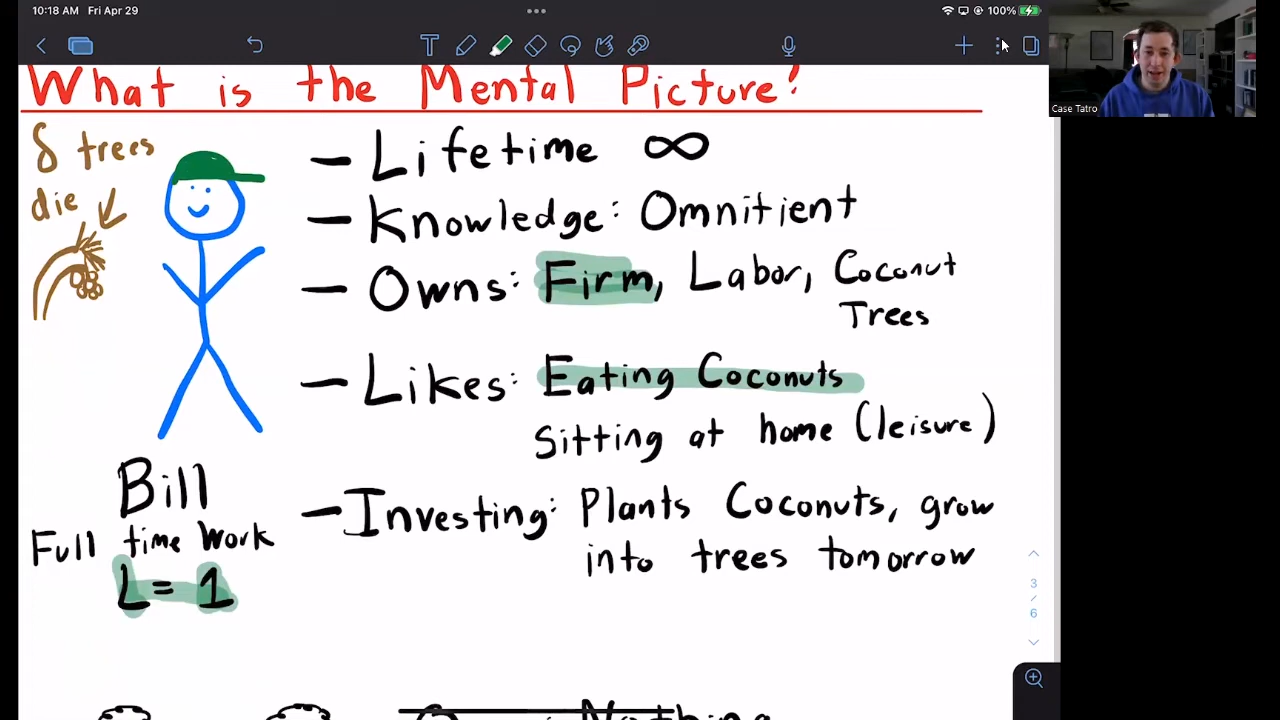 10:18 AM Fri Apr 29
100%
Case Tatro
What is the Mental Picture?
δ trees
die
- Lifetime ∞
- Knowledge: Omnitient
- Owns: Firm, Labor, Coconut
Trees
- Likes: Eating Coconuts
Sitting at home (leisure)
Bill
Full time Work
L = 1
- Investing: Plants Coconuts, grow
into trees tomorrow
3
/
6